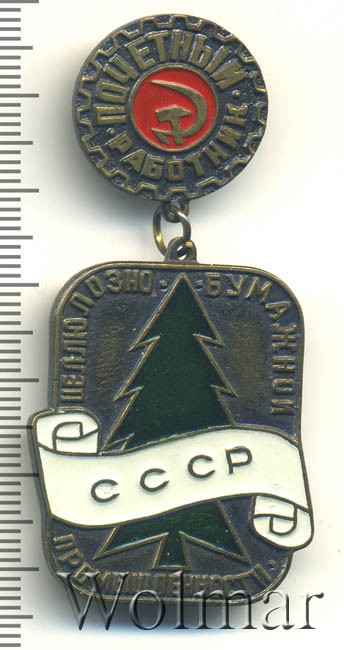 ПОЧЕТНЫЙ
РАБОТНИК
ЦЕЛЛЮЛОЗНО-БУМАЖНОЙ
СССР
ПРОМЫШЛЕННОСТИ
Wolmar